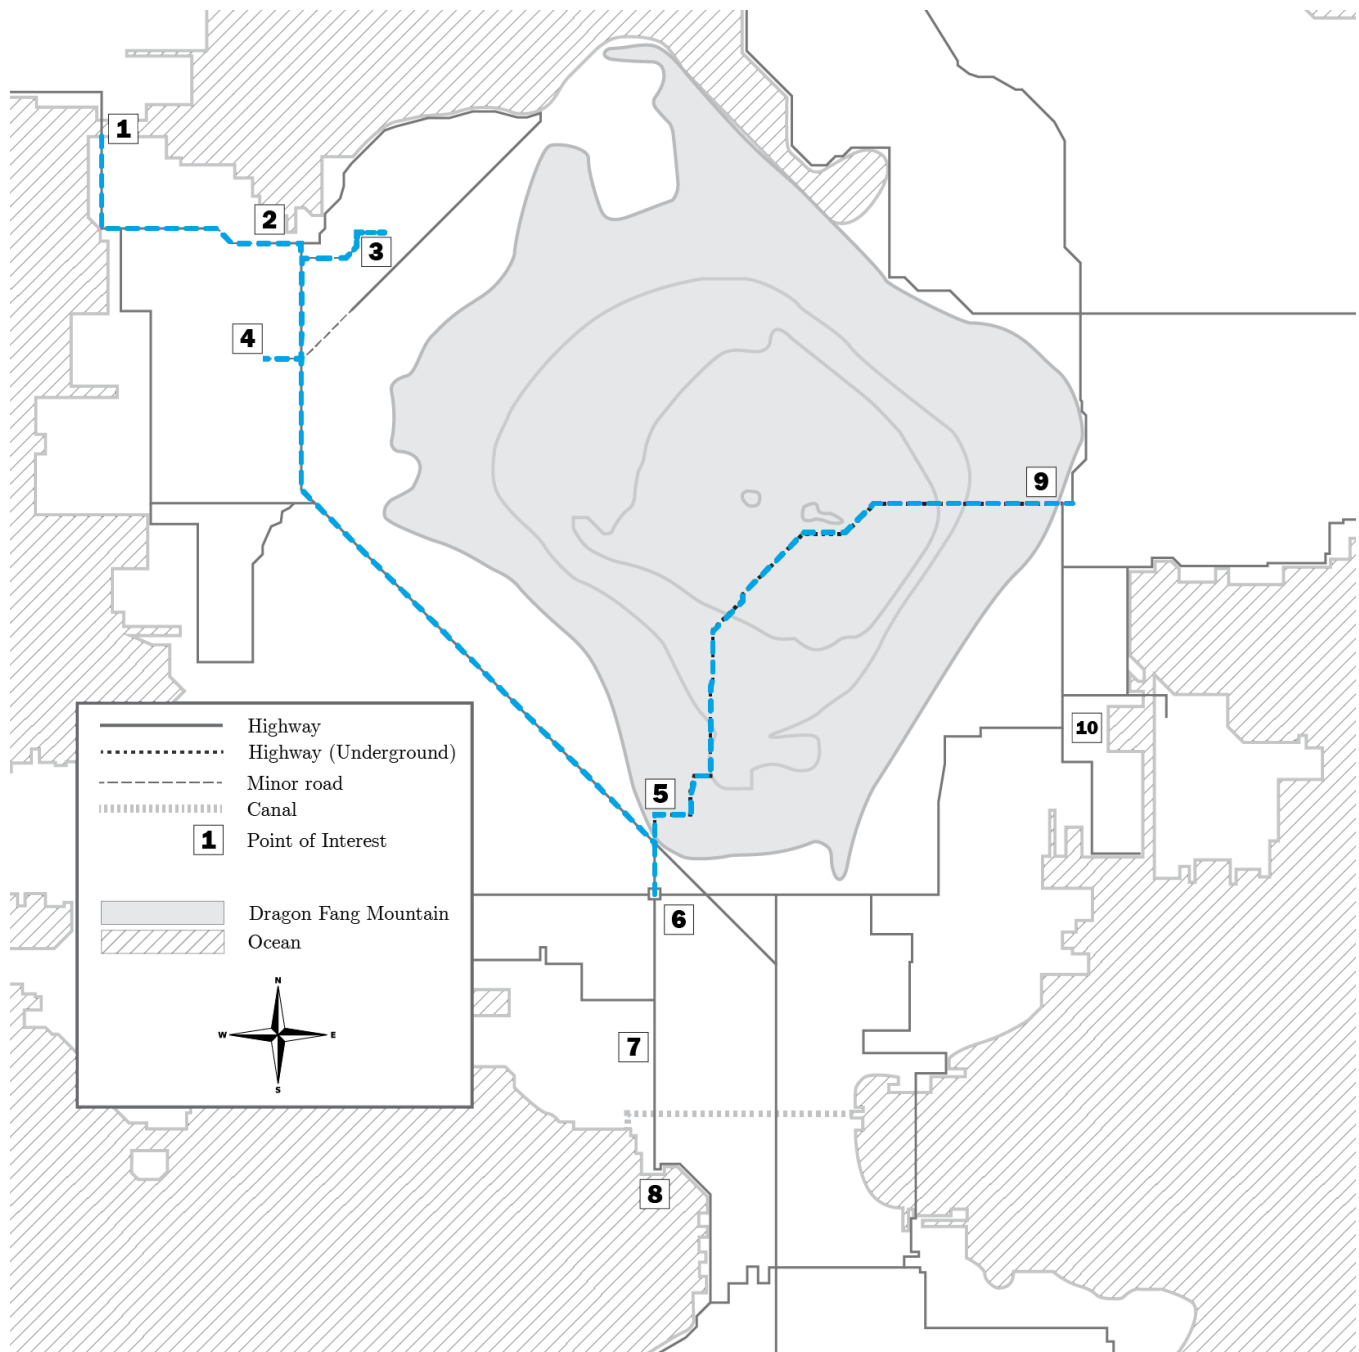 1
2
3
4
9
10
Highway
Highway (Underground)
Minor road
Canal
1 Point of Interest
5
Dragon Fang Mountain
6
Ocean
N
W E
S
7
8